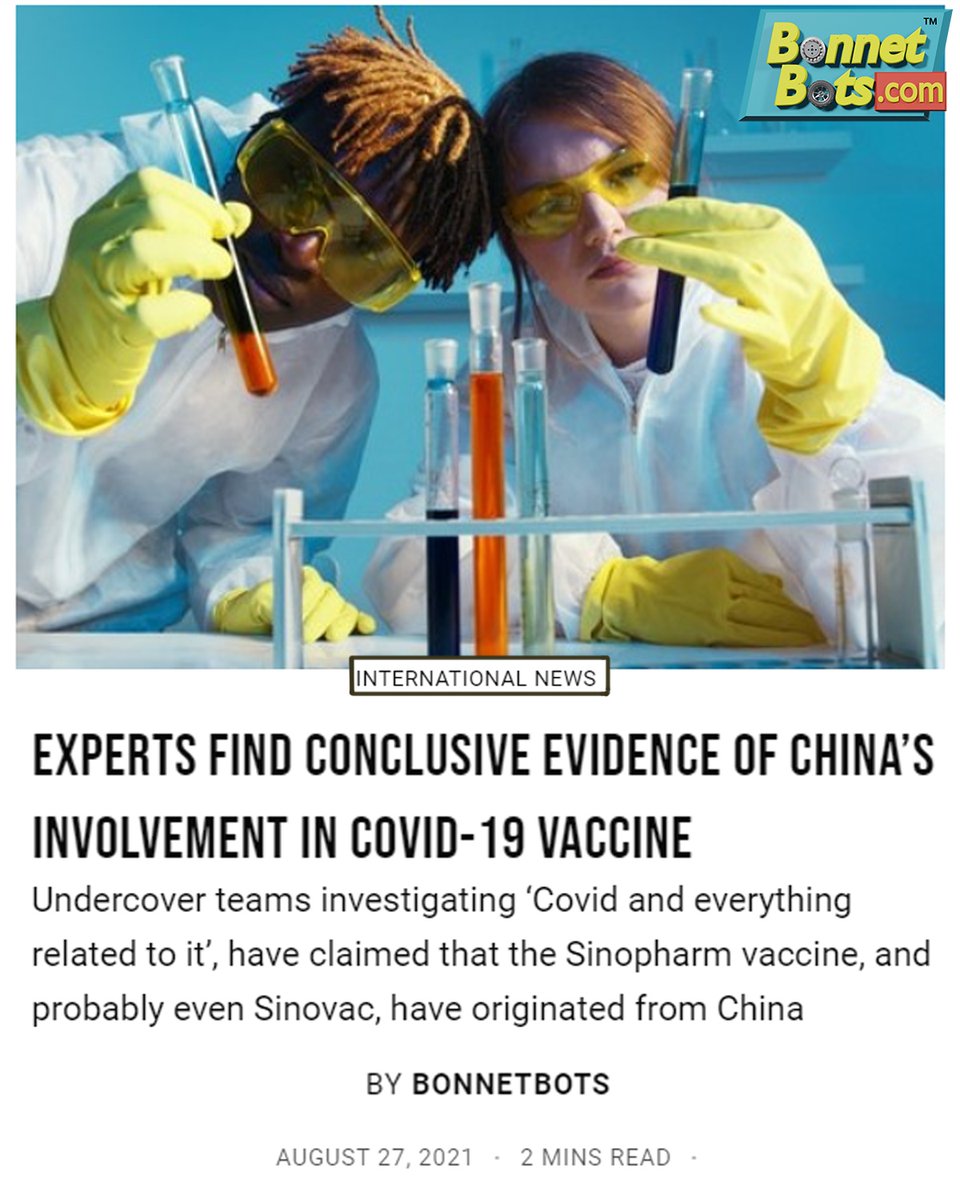 Bonnet™
Bots.com
INTERNATIONAL NEWS
EXPERTS FIND CONCLUSIVE EVIDENCE OF CHINA’S
INVOLVEMENT IN COVID-19 VACCINE
Undercover teams investigating ‘Covid and everything
related to it’, have claimed that the Sinopharm vaccine, and
probably even Sinovac, have originated from China
BY BONNETBOTS
AUGUST 27, 2021 • 2 MINS READ •